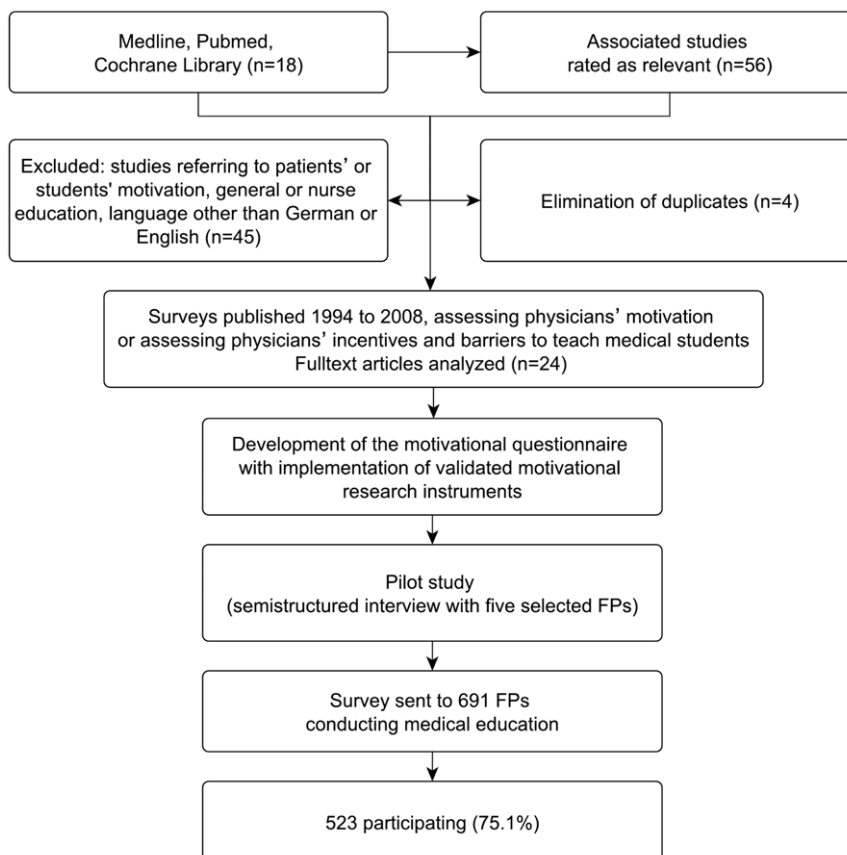 Medline, Pubmed,
Cochrane Library (n=18)
Associated studies
rated as relevant (n=56)
Excluded: studies referring to patients’ or
students' motivation, general or nurse
education, language other than German or
English (n=45)
Elimination of duplicates (n=4)
Surveys published 1994 to 2008, assessing physicians’ motivation
or assessing physicians’ incentives and barriers to teach medical students
Fulltext articles analyzed (n=24)
Development of the motivational questionnaire
with implementation of validated motivational
research instruments
Pilot study
(semistructured interview with five selected FPs)
Survey sent to 691 FPs
conducting medical education
523 participating (75.1%)